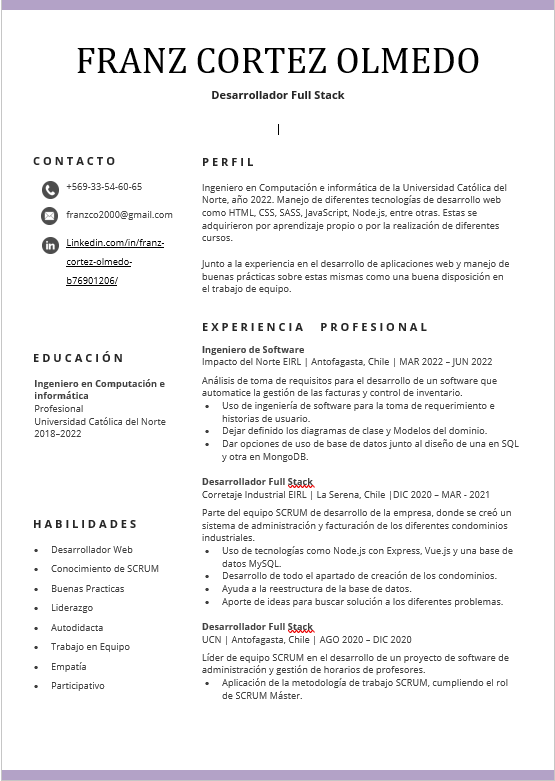 FRANZ CORTEZ OLMEDO
Desarrollador Full Stack
CONTACTO
+569-33-54-60-65
franzco2000@gmail.com
Linkedin.com/in/franz-
cortez-olmedo-
b76901206/
EDUCACIÓN
Ingeniero en Computación e
informática
Profesional
Universidad Católica del Norte
2018–2022
HABILIDADES
• Desarrollador Web
• Conocimiento de SCRUM
• Buenas Practicas
• Liderazgo
• Autodidacta
• Trabajo en Equipo
• Empatía
• Participativo
PERFIL
Ingeniero en Computación e informática de la Universidad Católica del
Norte, año 2022. Manejo de diferentes tecnologías de desarrollo web
como HTML, CSS, SASS, JavaScript, Node.js, entre otras. Estas se
adquirieron por aprendizaje propio o por la realización de diferentes
cursos.
Junto a la experiencia en el desarrollo de aplicaciones web y manejo de
buenas prácticas sobre estas mismas como una buena disposición en
el trabajo de equipo.
EXPERIENCIA PROFESIONAL
Ingeniero de Software
Impacto del Norte EIRL | Antofagasta, Chile | MAR 2022 – JUN 2022
Análisis de toma de requisitos para el desarrollo de un software que
automatice la gestión de las facturas y control de inventario.
• Uso de ingeniería de software para la toma de requerimiento e
historias de usuario.
• Dejar definido los diagramas de clase y Modelos del dominio.
• Dar opciones de uso de base de datos junto al diseño de una en SQL
y otra en MongoDB.
Desarrollador Full Stack
Corretaje Industrial EIRL | La Serena, Chile |DIC 2020 – MAR - 2021
Parte del equipo SCRUM de desarrollo de la empresa, donde se creó un
sistema de administración y facturación de los diferentes condominios
industriales.
• Uso de tecnologías como Node.js con Express, Vue.js y una base de
datos MySQL.
• Desarrollo de todo el apartado de creación de los condominios.
• Ayuda a la reestructura de la base de datos.
• Aporte de ideas para buscar solución a los diferentes problemas.
Desarrollador Full Stack
UCN | Antofagasta, Chile | AGO 2020 – DIC 2020
Líder de equipo SCRUM en el desarrollo de un proyecto de software de
administración y gestión de horarios de profesores.
• Aplicación de la metodología de trabajo SCRUM, cumpliendo el rol
de SCRUM Máster.